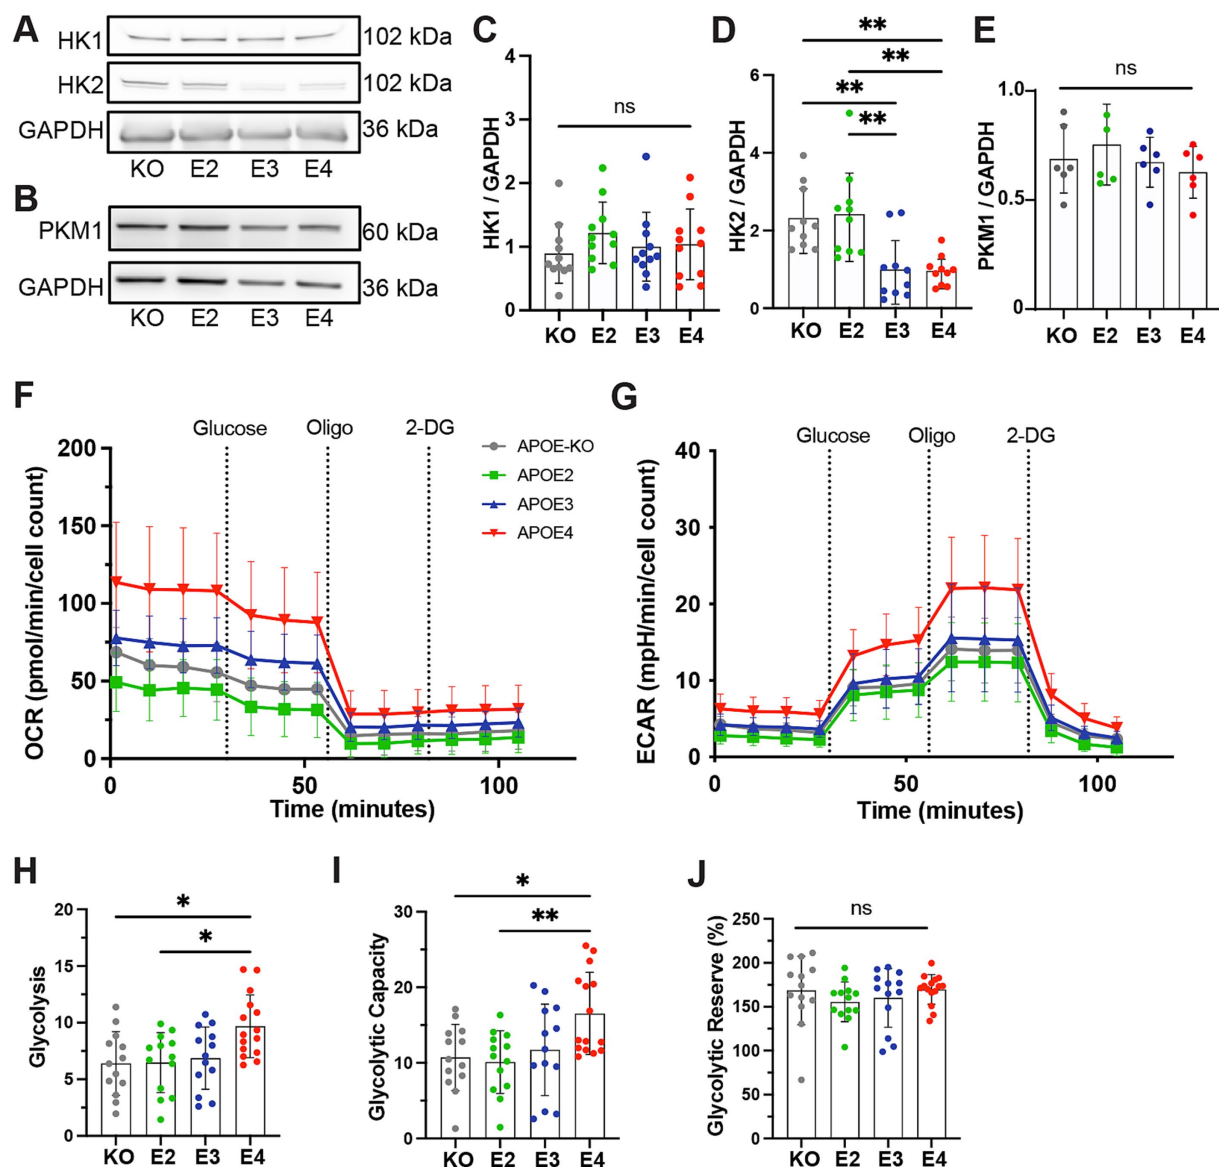 A
HK1
102 kDa
HK2
102 kDa
GAPDH
36 kDa
KO E2 E3 E4
B
PKM1
60 kDa
GAPDH
36 kDa
KO E2 E3 E4
C
HK1 / GAPDH
4
3
2
1
0
ns
KO E2 E3 E4
D
HK2 / GAPDH
6
4
2
0
**
**
**
**
KO E2 E3 E4
E
PKM1 / GAPDH
1.0
0.5
0
ns
KO E2 E3 E4
F
Glucose Oligo 2-DG
OCR (pmol/min/cell count)
200
150
100
50
0
0 50 100
Time (minutes)
APOE-KO
APOE2
APOE3
APOE4
G
Glucose Oligo 2-DG
ECAR (mpH/min/cell count)
40
30
20
10
0
0 50 100
Time (minutes)
H
Glycolysis
20
15
10
5
0
*
*
KO E2 E3 E4
I
Glycolytic Capacity
30
20
10
0
*
**
KO E2 E3 E4
J
Glycolytic Reserve (%)
250
200
150
100
50
0
ns
KO E2 E3 E4